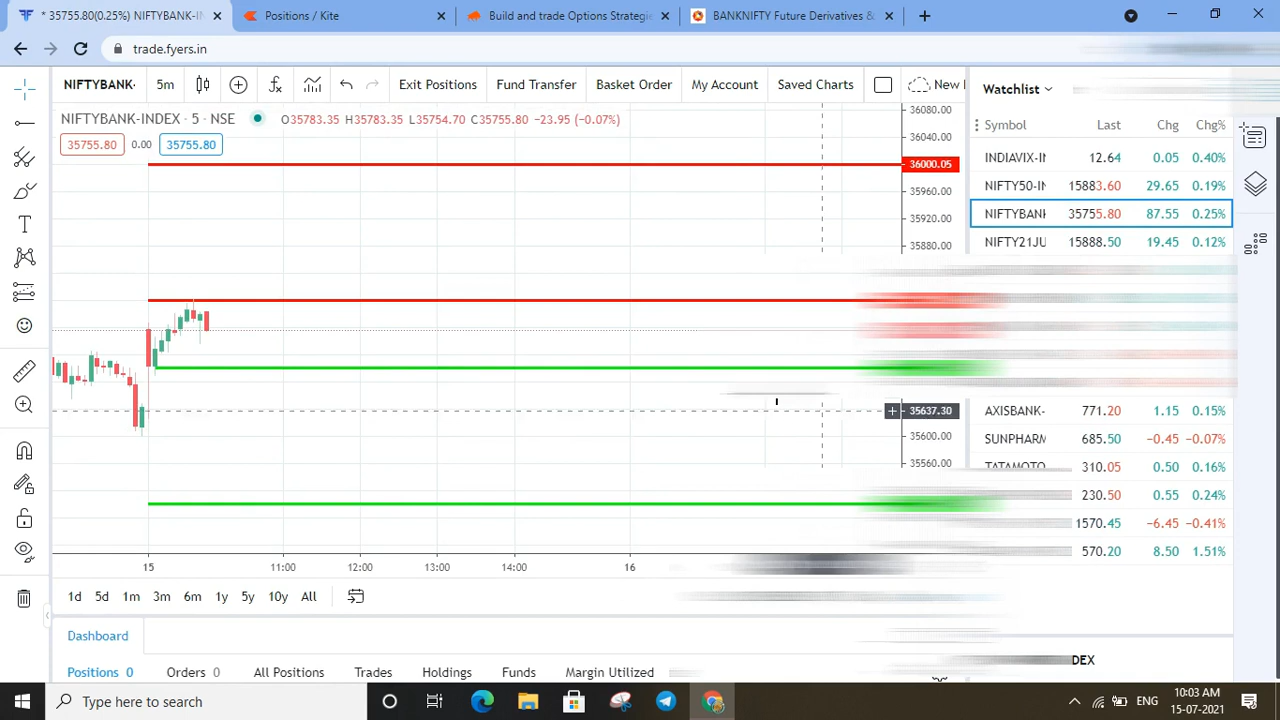 * 35755.80(0.25%) NIFTYBANK-IN
Positions / Kite
Build and trade Options Strategi
BANKNIFTY Future Derivatives &
trade.fyers.in
NIFTYBANK- 5m Exit Positions Fund Transfer Basket Order My Account Saved Charts New
Watchlist
NIFTYBANK-INDEX · 5 · NSE O35783.35 H35783.35 L35754.70 C35755.80 −23.95 (−0.07%)
35755.80 0.00 35755.80
36080.00
36040.00
36000.05
35960.00
35920.00
35880.00
35637.30
35600.00
35560.00
Symbol Last Chg Chg%
INDIAVIX-IN 12.64 0.05 0.40%
NIFTY50-IN 15883.60 29.65 0.19%
NIFTYBANK 35755.80 87.55 0.25%
NIFTY21JU 15888.50 19.45 0.12%
AXISBANK- 771.20 1.15 0.15%
SUNPHARM 685.50 −0.45 −0.07%
TATAMOTO 310.05 0.50 0.16%
230.50 0.55 0.24%
1570.45 −6.45 −0.41%
570.20 8.50 1.51%
15 11:00 12:00 13:00 14:00 16
1d 5d 1m 3m 6m 1y 5y 10y All
Dashboard
DEX
Positions 0 Orders 0 All Positions Trades Holdings Funds Margin Utilized
Type here to search
10:03 AM
15-07-2021